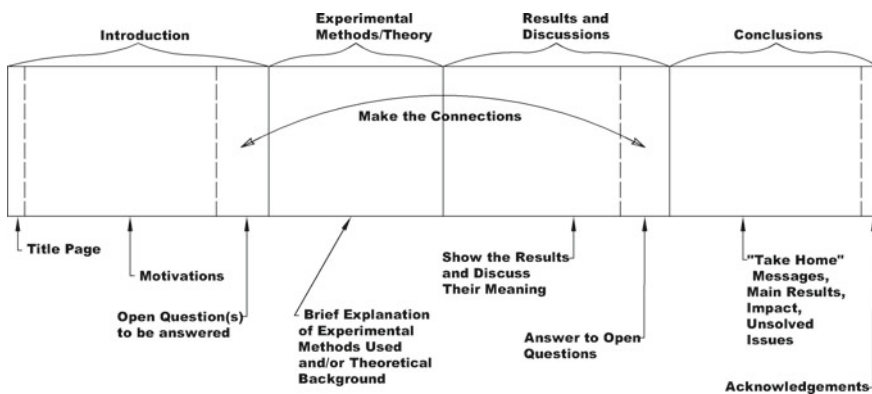 Introduction
Experimental
Methods/Theory
Results and
Discussions
Conclusions
Make the Connections
Title Page
Motivations
Open Question(s)
to be answered
Brief Explanation
of Experimental
Methods Used
and/or Theoretical
Background
Show the Results
and Discuss
Their Meaning
Answer to Open
Questions
"Take Home"
Messages,
Main Results,
Impact,
Unsolved
Issues
Acknowledgements